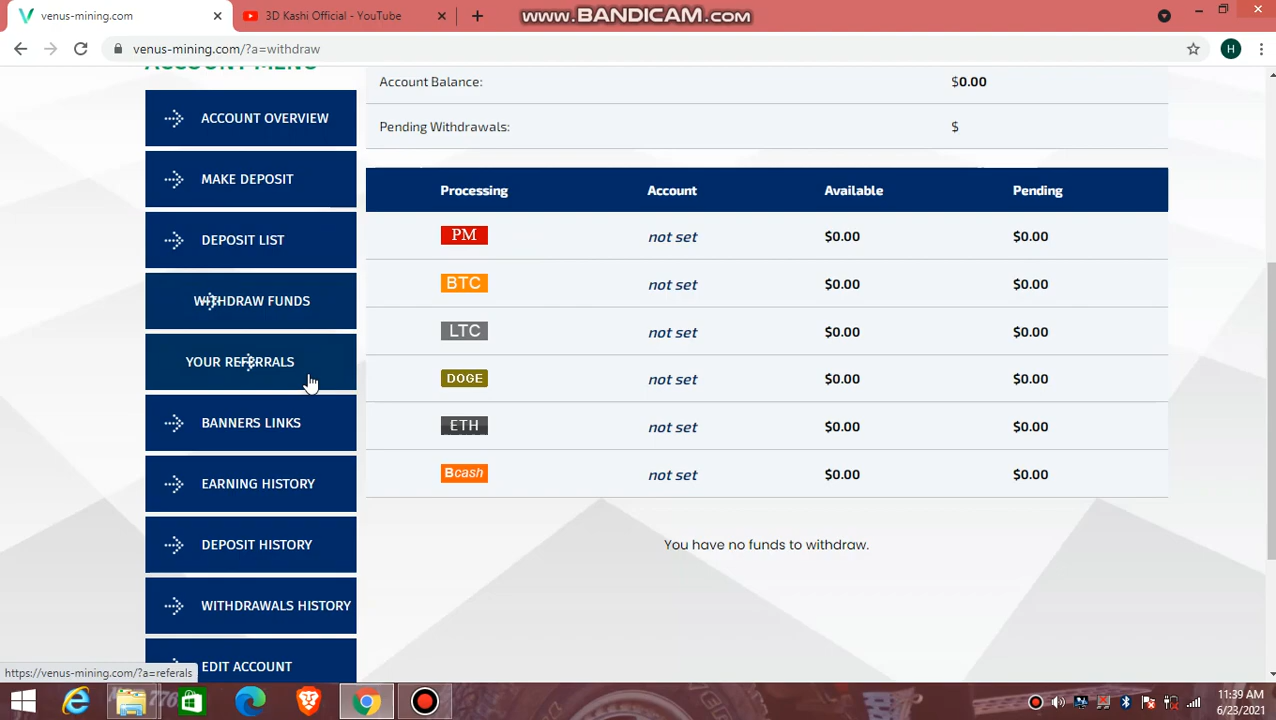 venus-mining.com
3D Kashi Official - YouTube
www.BANDICAM.com
venus-mining.com/?a=withdraw
H
ACCOUNT MENU
ACCOUNT OVERVIEW
MAKE DEPOSIT
DEPOSIT LIST
WITHDRAW FUNDS
YOUR REFERRALS
BANNERS LINKS
EARNING HISTORY
DEPOSIT HISTORY
WITHDRAWALS HISTORY
EDIT ACCOUNT
Account Balance: $0.00
Pending Withdrawals: $
Processing Account Available Pending
PM not set $0.00 $0.00
BTC not set $0.00 $0.00
LTC not set $0.00 $0.00
DOGE not set $0.00 $0.00
ETH not set $0.00 $0.00
Bcash not set $0.00 $0.00
You have no funds to withdraw.
https://venus-mining.com/?a=referals
11:39 AM
6/23/2021